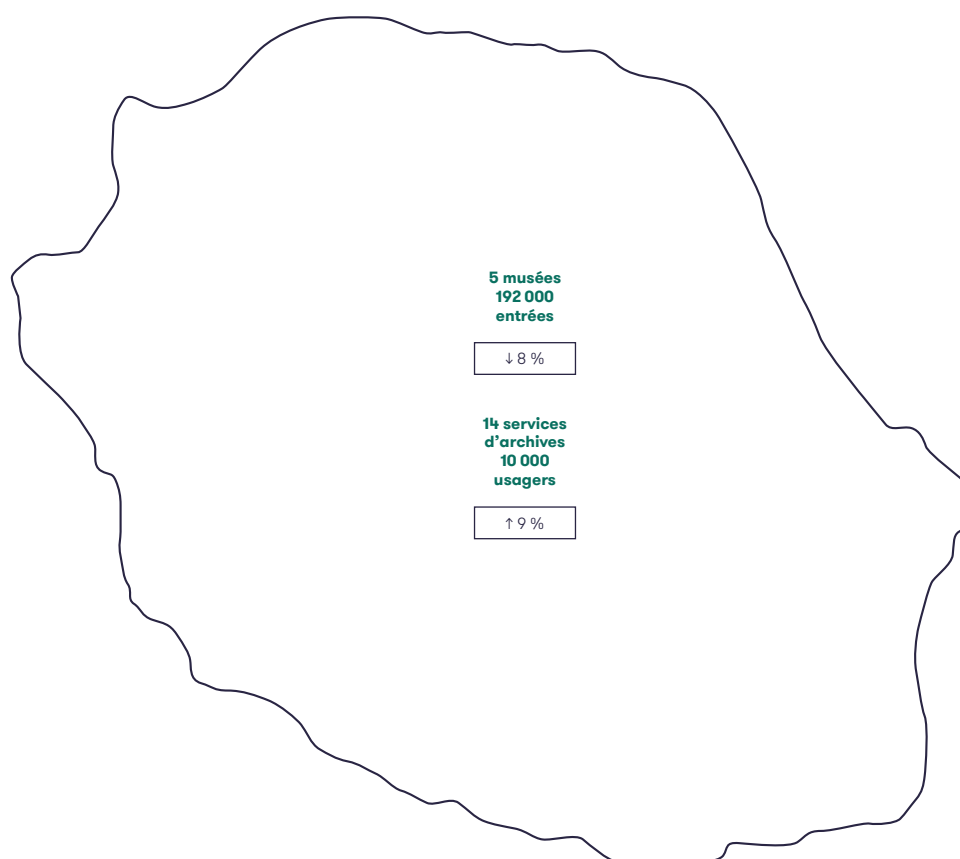 5 musées
192 000
entrées
↓ 8 %
14 services
d’archives
10 000
usagers
↑ 9 %